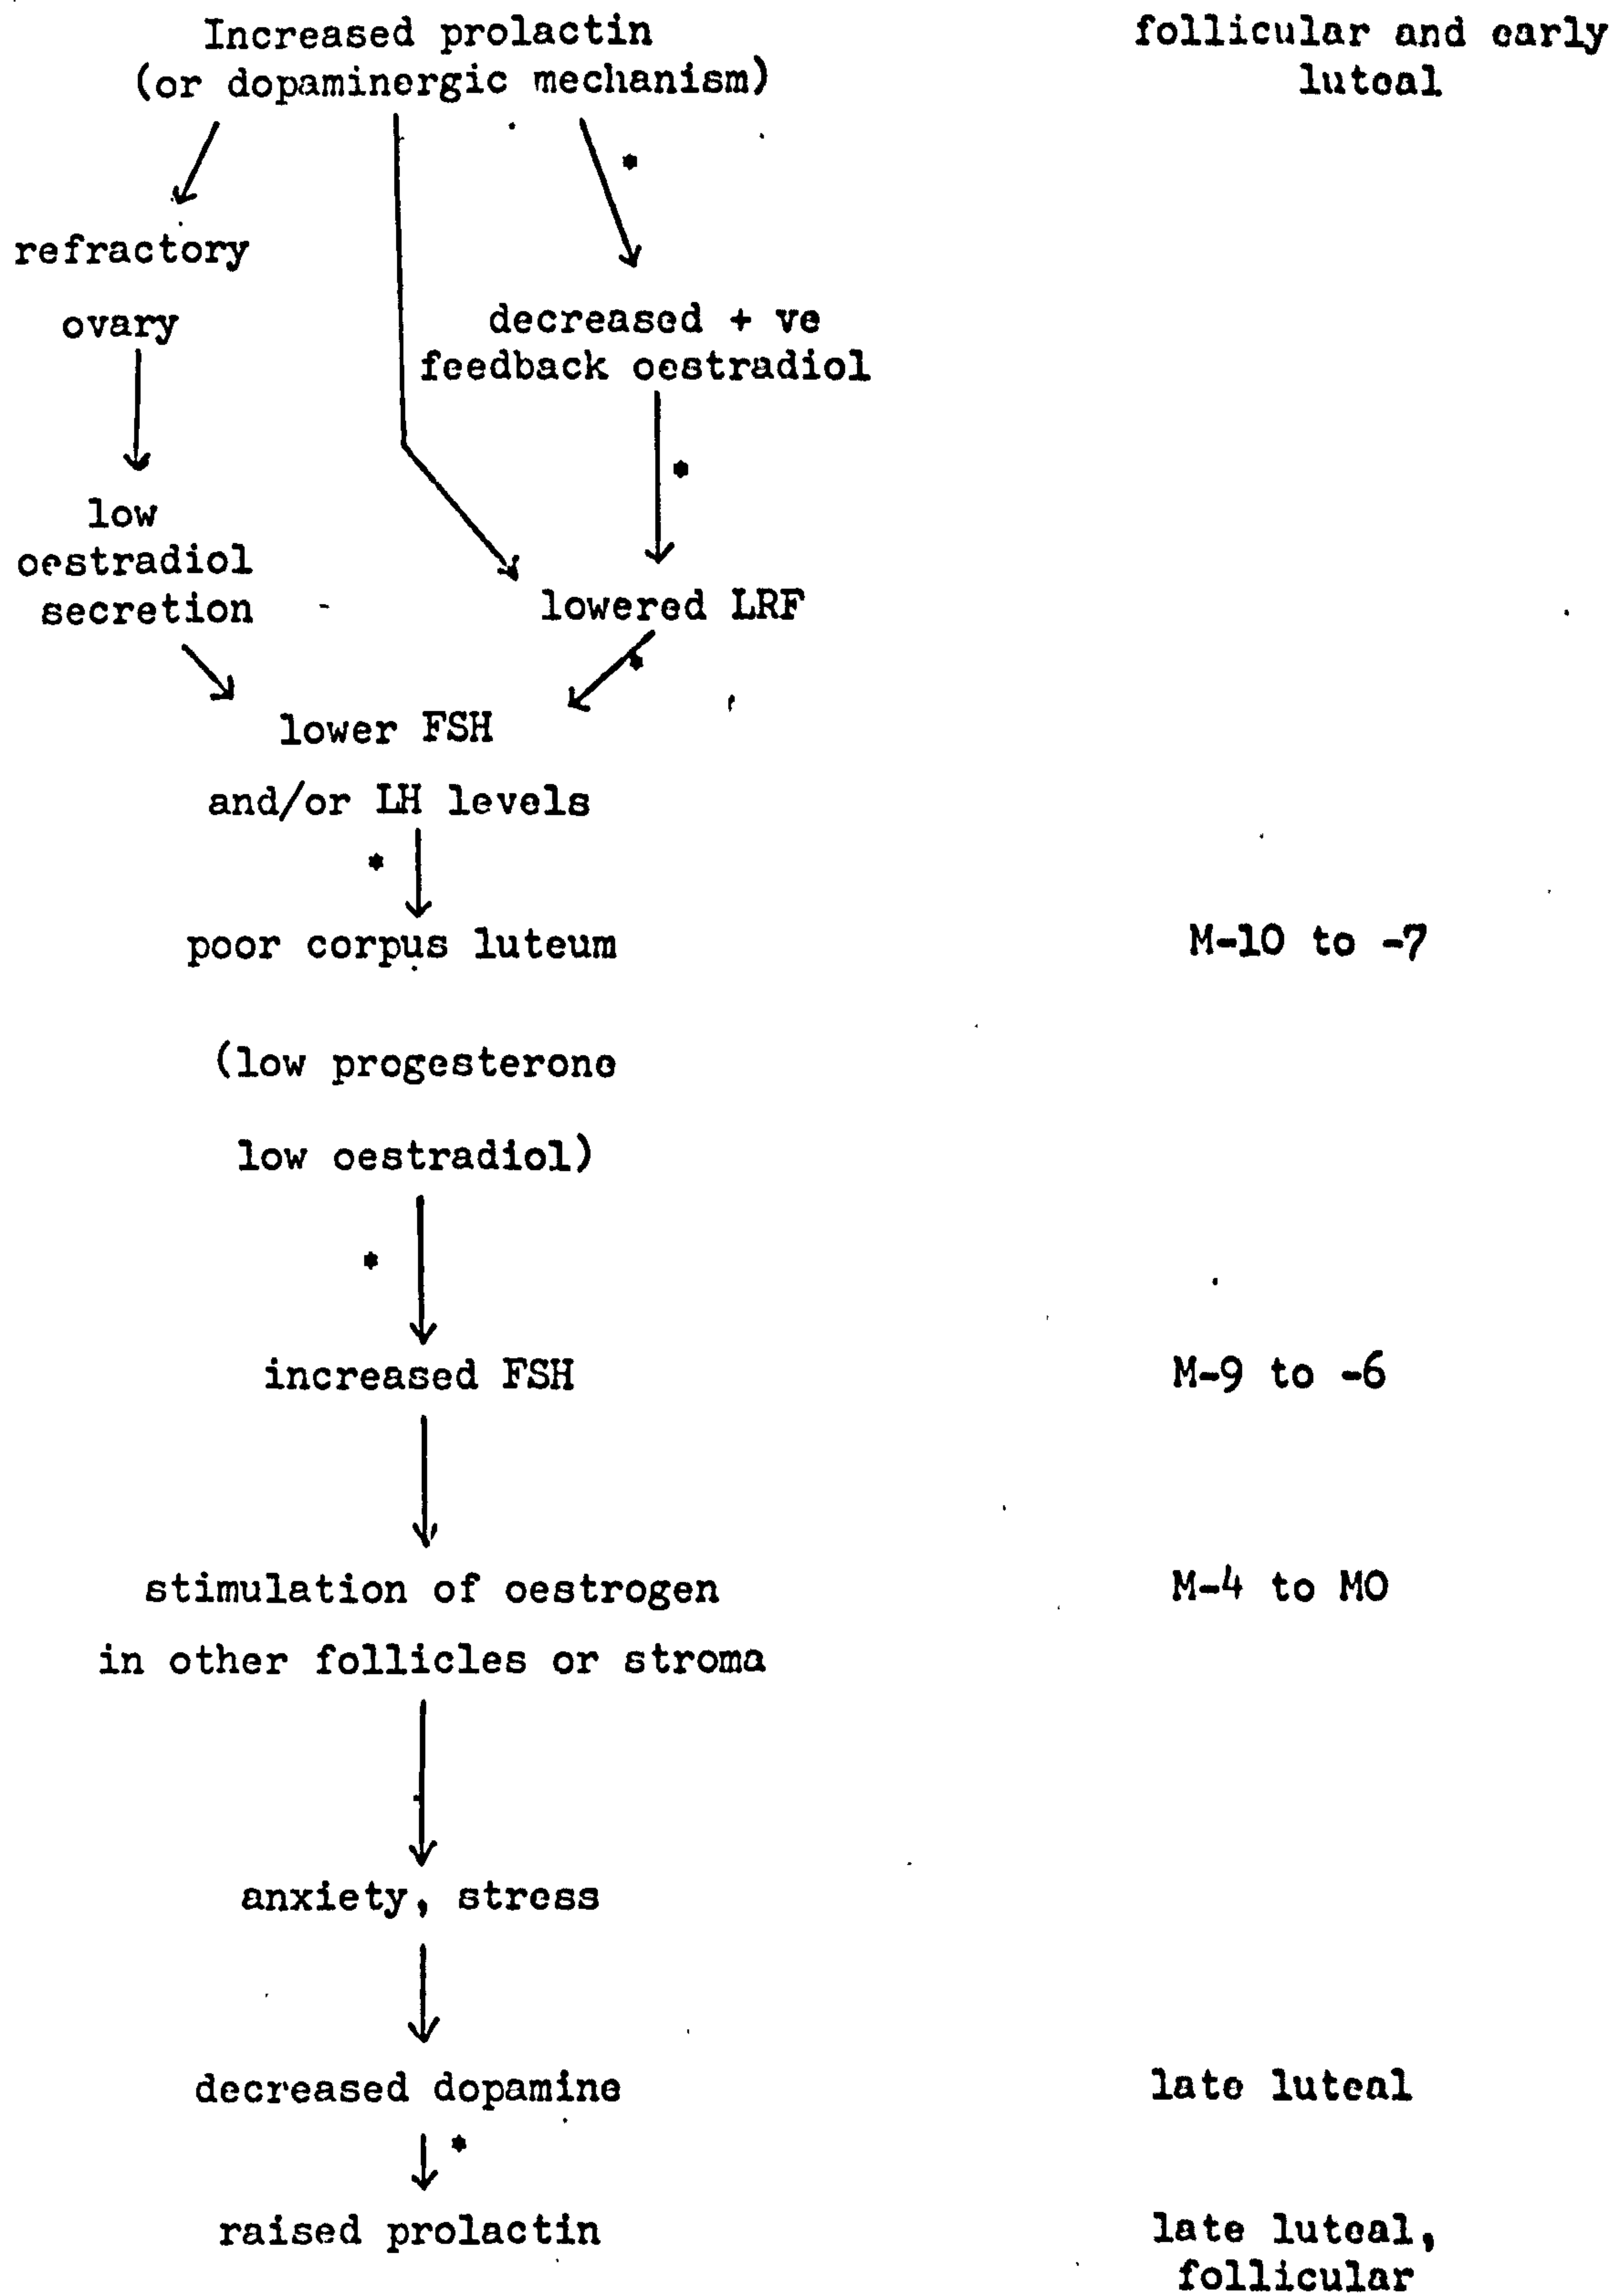 Increased prolactin
(or dopaminergic mechanism)
follicular and early
luteal
*
refractory
ovary
decreased + ve
feedback oestradiol
*
low
oestradiol
secretion
lowered LRF
*
lower FSH
and/or LH levels
*
poor corpus luteum
M-10 to -7
(low progesterone
low oestradiol)
*
increased FSH
M-9 to -6
stimulation of oestrogen
M-4 to MO
in other follicles or stroma
anxiety, stress
decreased dopamine
late luteal
*
raised prolactin
late luteal,
follicular